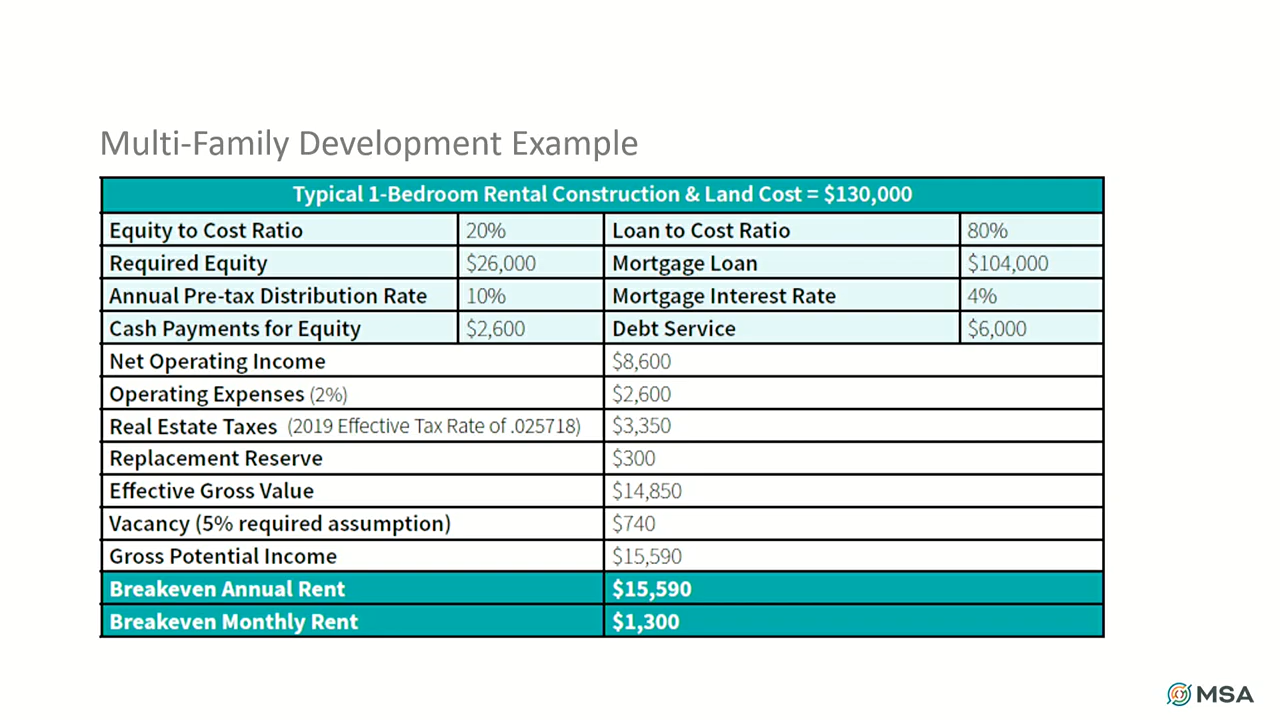 Multi-Family Development Example
Typical 1-Bedroom Rental Construction & Land Cost = $130,000
Equity to Cost Ratio 20% Loan to Cost Ratio 80%
Required Equity $26,000 Mortgage Loan $104,000
Annual Pre-tax Distribution Rate 10% Mortgage Interest Rate 4%
Cash Payments for Equity $2,600 Debt Service $6,000
Net Operating Income $8,600
Operating Expenses (2%) $2,600
Real Estate Taxes (2019 Effective Tax Rate of .025718) $3,350
Replacement Reserve $300
Effective Gross Value $14,850
Vacancy (5% required assumption) $740
Gross Potential Income $15,590
Breakeven Annual Rent $15,590
Breakeven Monthly Rent $1,300
MSA